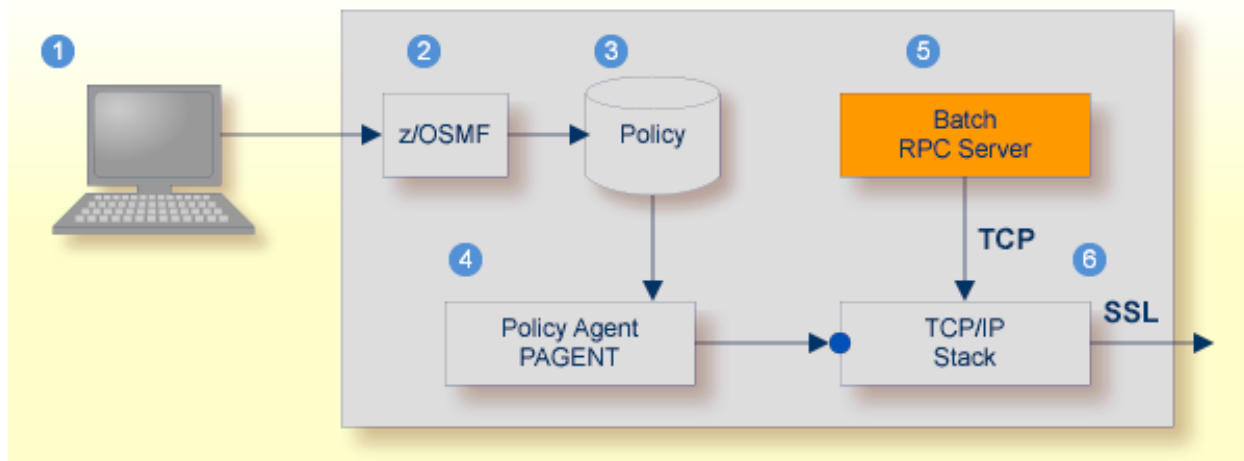 1
2
3
5
z/OSMF
Policy
Batch
RPC Server
TCP
4
6
Policy Agent
PAGENT
TCP/IP
Stack
SSL